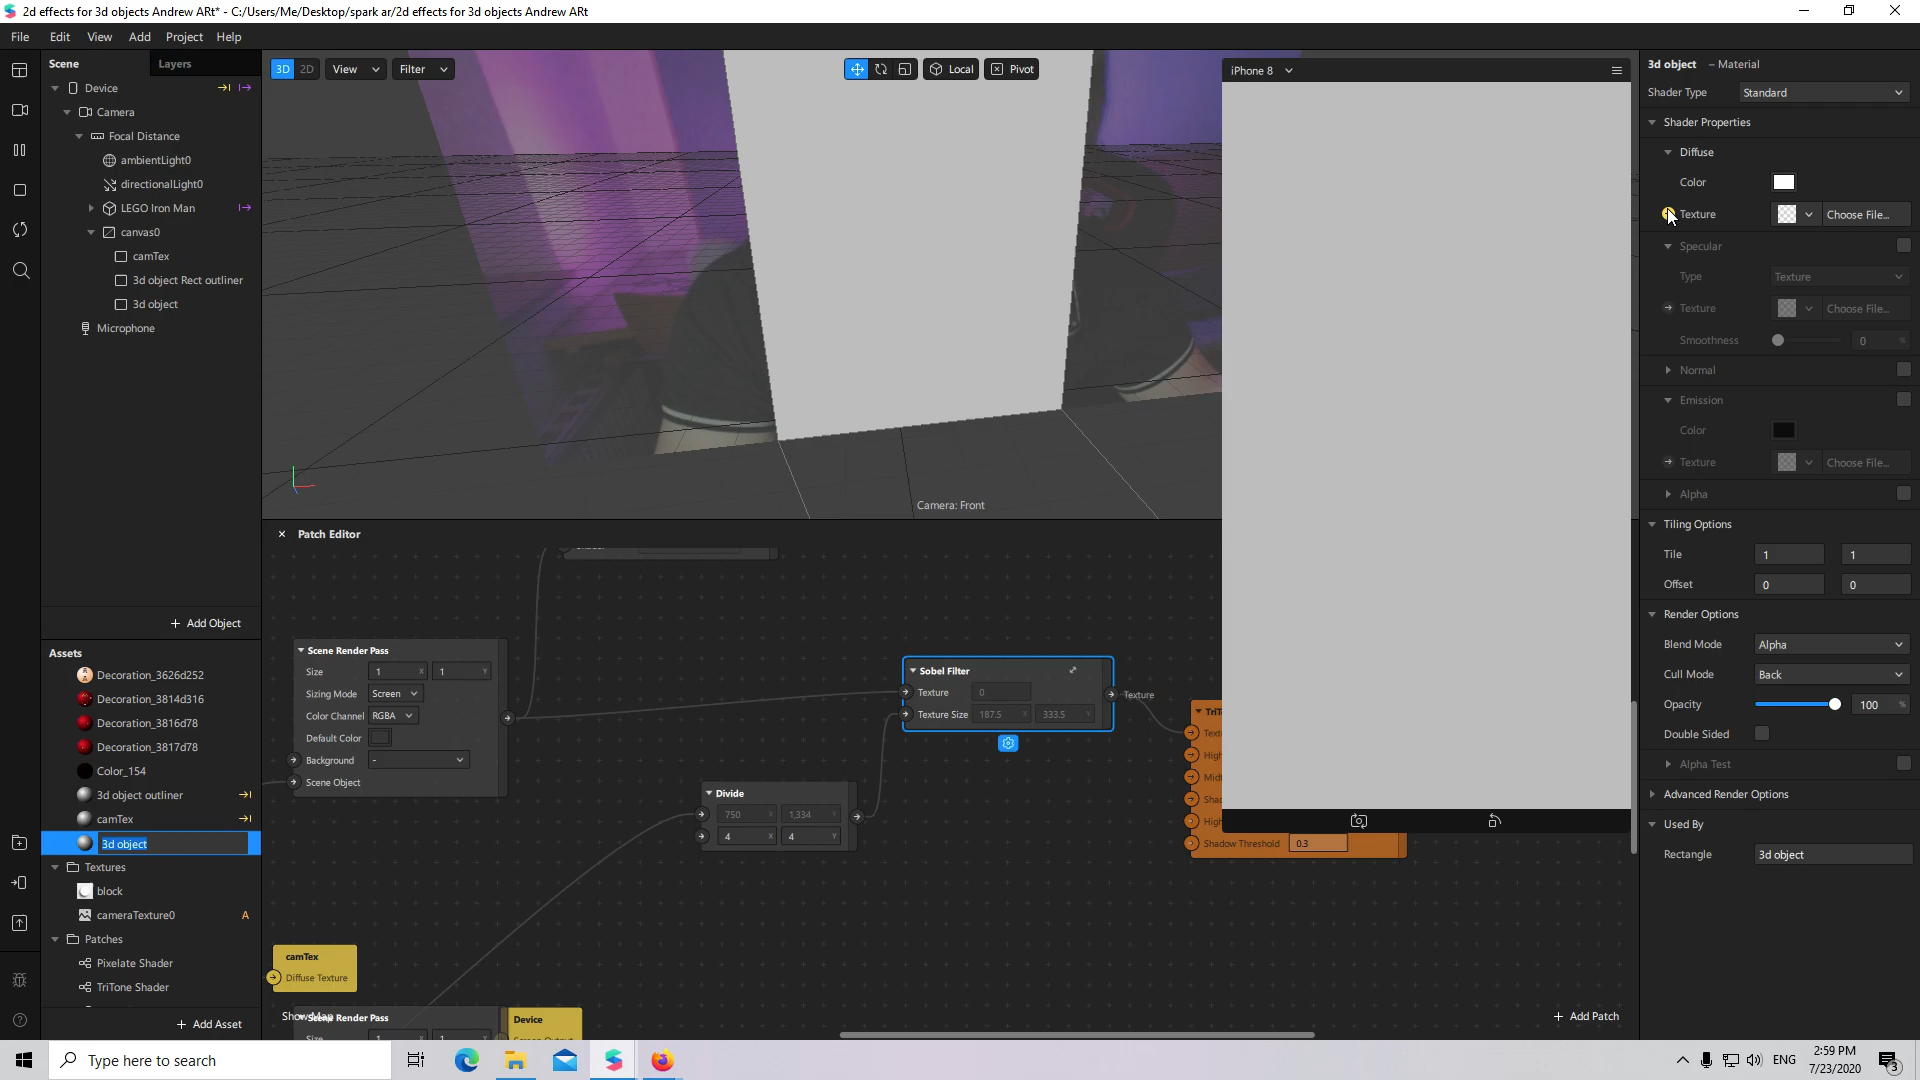 2d effects for 3d objects Andrew ARt* - C:/Users/Me/Desktop/spark ar/2d effects for 3d objects Andrew ARt
File Edit View Add Project Help
Scene Layers
Device
Camera
Focal Distance
ambientLight0
directionalLight0
LEGO Iron Man
canvas0
camTex
3d object Rect outliner
3d object
Microphone
+ Add Object
Assets
Decoration_3626d252
Decoration_3814d316
Decoration_3816d78
Decoration_3817d78
Color_154
3d object outliner
camTex
3d object
Textures
block
cameraTexture0 A
Patches
Pixelate Shader
TriTone Shader
+ Add Asset
3D 2D View Filter
Local Pivot
Camera: Front
iPhone 8
× Patch Editor
Scene Render Pass
Size 1 X 1 Y
Sizing Mode Screen
Color Channel RGBA
Default Color
Background -
Scene Object
Divide
750 X 1,334 Y
4 X 4 Y
Sobel Filter
Texture 0
Texture Size 187.5 X 333.5 Y
Texture
Shadow Threshold 0.3
camTex
Diffuse Texture
Show Map
Scene Render Pass
Size
Device
Screen Output
+ Add Patch
3d object – Material
Shader Type Standard
Shader Properties
Diffuse
Color
Texture Choose File...
Specular
Type Texture
Texture Choose File...
Smoothness 0 %
Normal
Emission
Color
Texture Choose File...
Alpha
Tiling Options
Tile 1 1
Offset 0 0
Render Options
Blend Mode Alpha
Cull Mode Back
Opacity 100 %
Double Sided
Alpha Test
Advanced Render Options
Used By
Rectangle 3d object
Type here to search
ENG
2:59 PM
7/23/2020
3